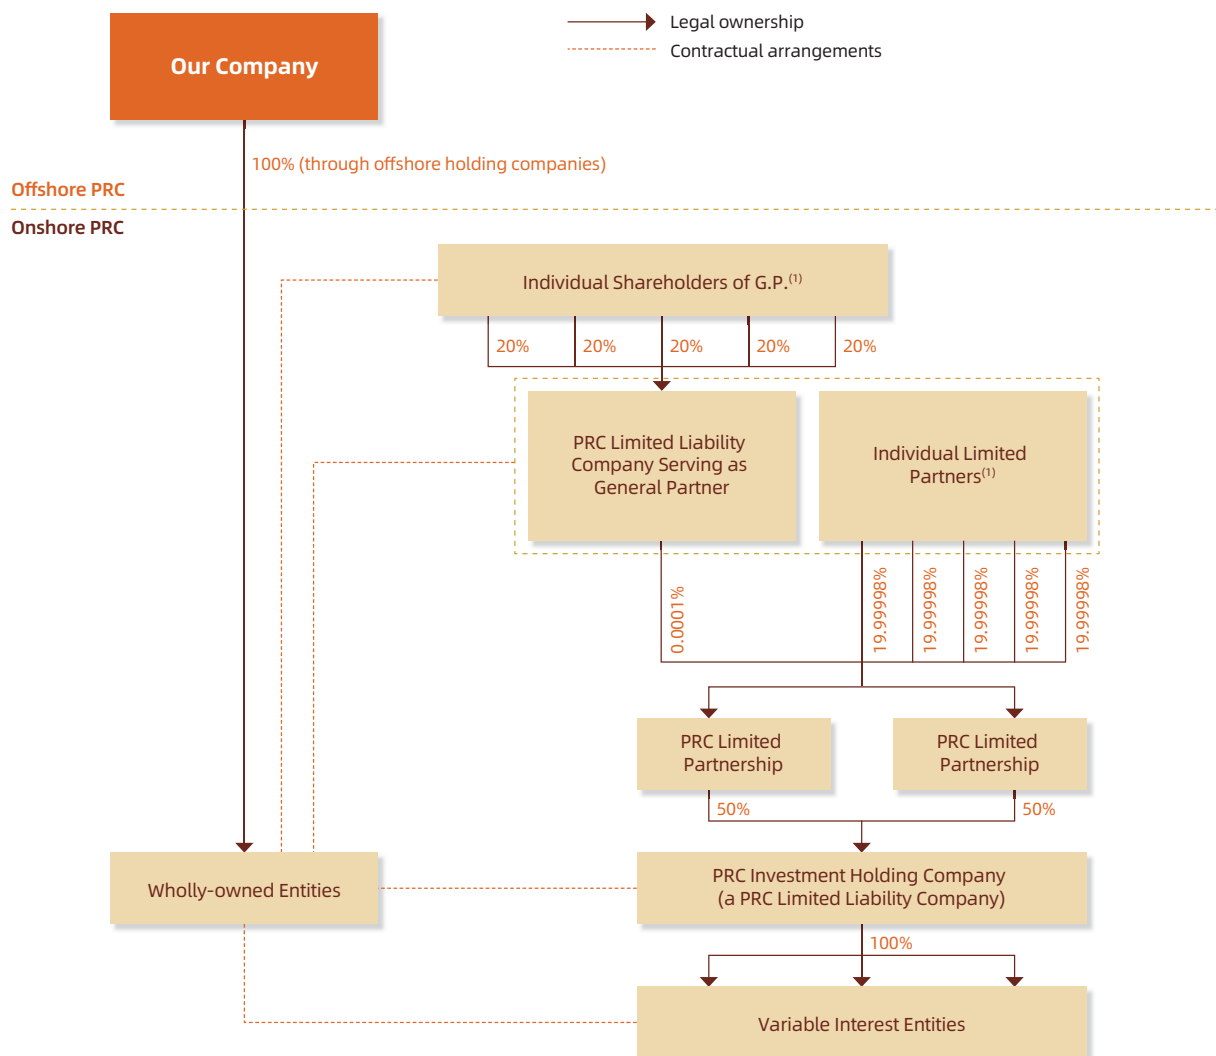 Our Company
Legal ownership
Contractual arrangements
100% (through offshore holding companies)
Offshore PRC
Onshore PRC
Individual Shareholders of G.P.(1)
20%
20%
20%
20%
20%
PRC Limited Liability
Company Serving as
General Partner
Individual Limited
Partners(1)
0.0001%
19.99998%
19.99998%
19.99998%
19.99998%
19.99998%
PRC Limited
Partnership
PRC Limited
Partnership
50%
50%
Wholly-owned Entities
PRC Investment Holding Company
(a PRC Limited Liability Company)
100%
Variable Interest Entities